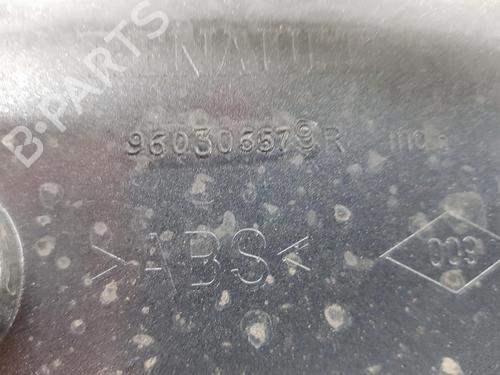 RENAULT
960306579R
>ABS<
003
B-PARTS